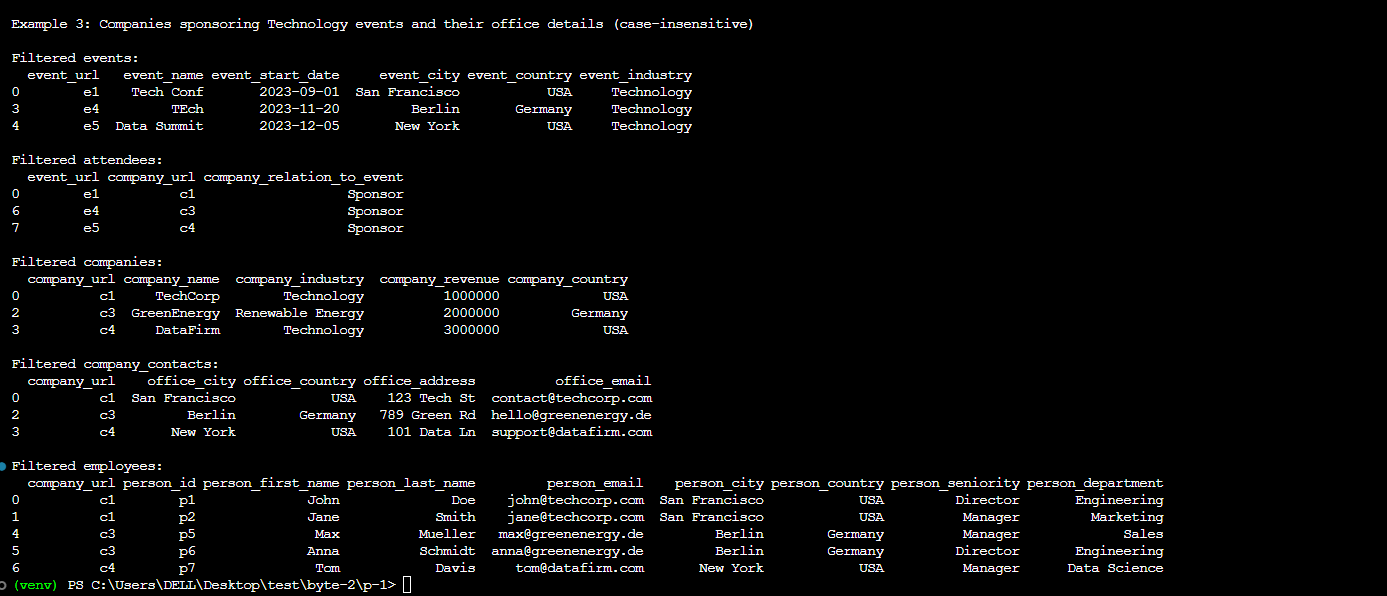 Example 3: Companies sponsoring Technology events and their office details (case-insensitive)
Filtered events:
event_url event_name event_start_date event_city event_country event_industry
0 e1 Tech Conf 2023-09-01 San Francisco USA Technology
3 e4 TEch 2023-11-20 Berlin Germany Technology
4 e5 Data Summit 2023-12-05 New York USA Technology
Filtered attendees:
event_url company_url company_relation_to_event
0 e1 c1 Sponsor
6 e4 c3 Sponsor
7 e5 c4 Sponsor
Filtered companies:
company_url company_name company_industry company_revenue company_country
0 c1 TechCorp Technology 1000000 USA
2 c3 GreenEnergy Renewable Energy 2000000 Germany
3 c4 DataFirm Technology 3000000 USA
Filtered company_contacts:
company_url office_city office_country office_address office_email
0 c1 San Francisco USA 123 Tech St contact@techcorp.com
2 c3 Berlin Germany 789 Green Rd hello@greenenergy.de
3 c4 New York USA 101 Data Ln support@datafirm.com
Filtered employees:
company_url person_id person_first_name person_last_name person_email person_city person_country person_seniority person_department
0 c1 p1 John Doe john@techcorp.com San Francisco USA Director Engineering
1 c1 p2 Jane Smith jane@techcorp.com San Francisco USA Manager Marketing
4 c3 p5 Max Mueller max@greenenergy.de Berlin Germany Manager Sales
5 c3 p6 Anna Schmidt anna@greenenergy.de Berlin Germany Director Engineering
6 c4 p7 Tom Davis tom@datafirm.com New York USA Manager Data Science
(venv) PS C:\Users\DELL\Desktop\test\byte-2\p-1>